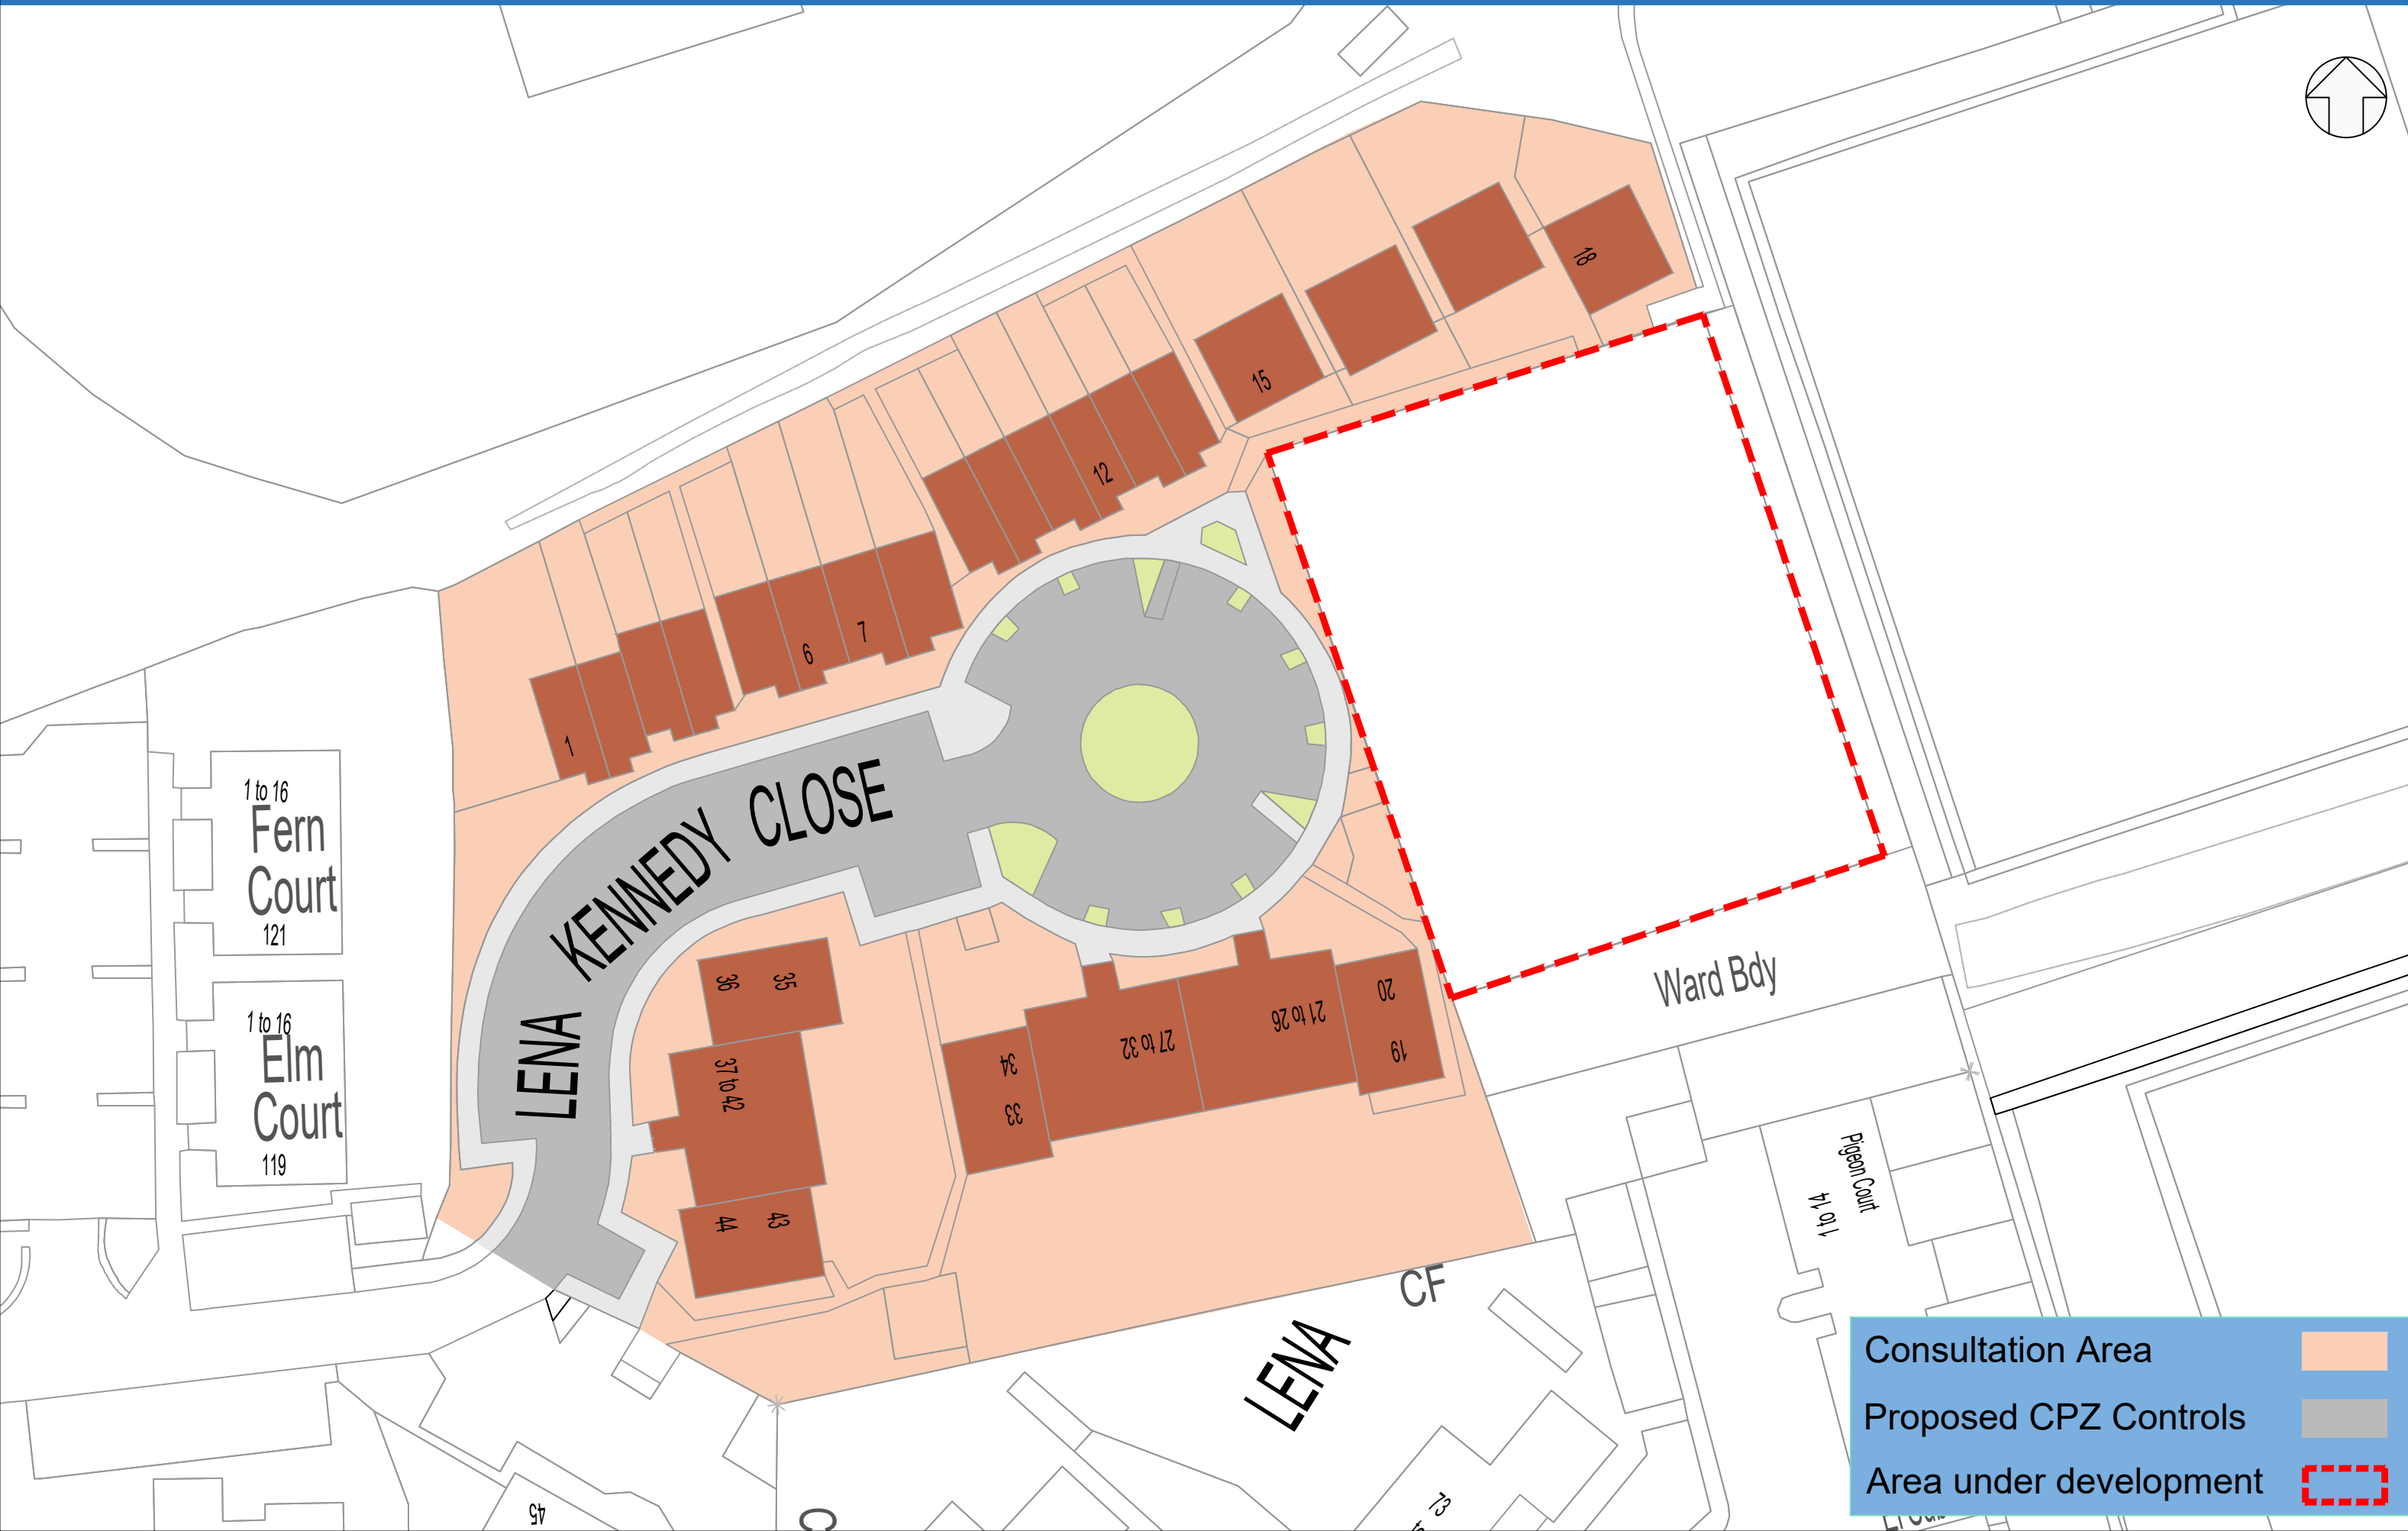 18
15
12
7
6
1
LENA KENNEDY CLOSE
1 to 16
Fern
Court
121
1 to 16
Elm
Court
119
36
35
37 to 42
44
43
34
33
27 to 32
21 to 26
20
19
Ward Bdy
Pigeon Court
1 to 14
CF
LENA
73
45
C
Consultation Area
Proposed CPZ Controls
Area under development